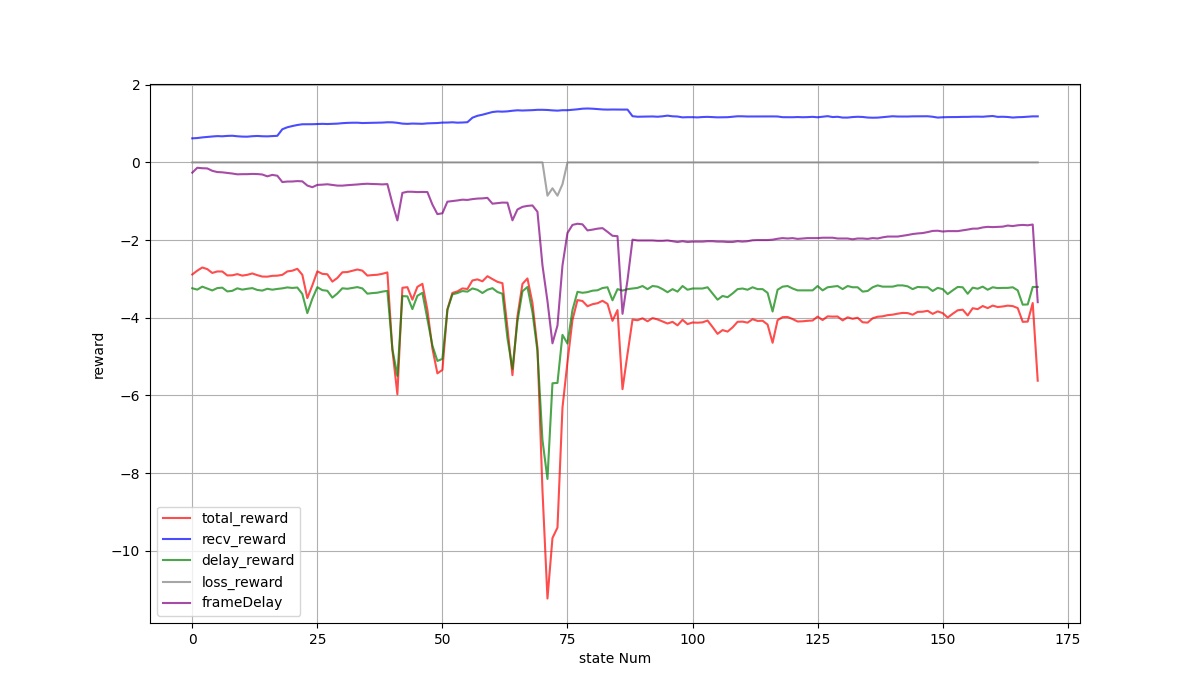 2
0
−2
−4
−6
−8
−10
reward
total_reward
recv_reward
delay_reward
loss_reward
frameDelay
0 25 50 75 100 125 150 175
state Num